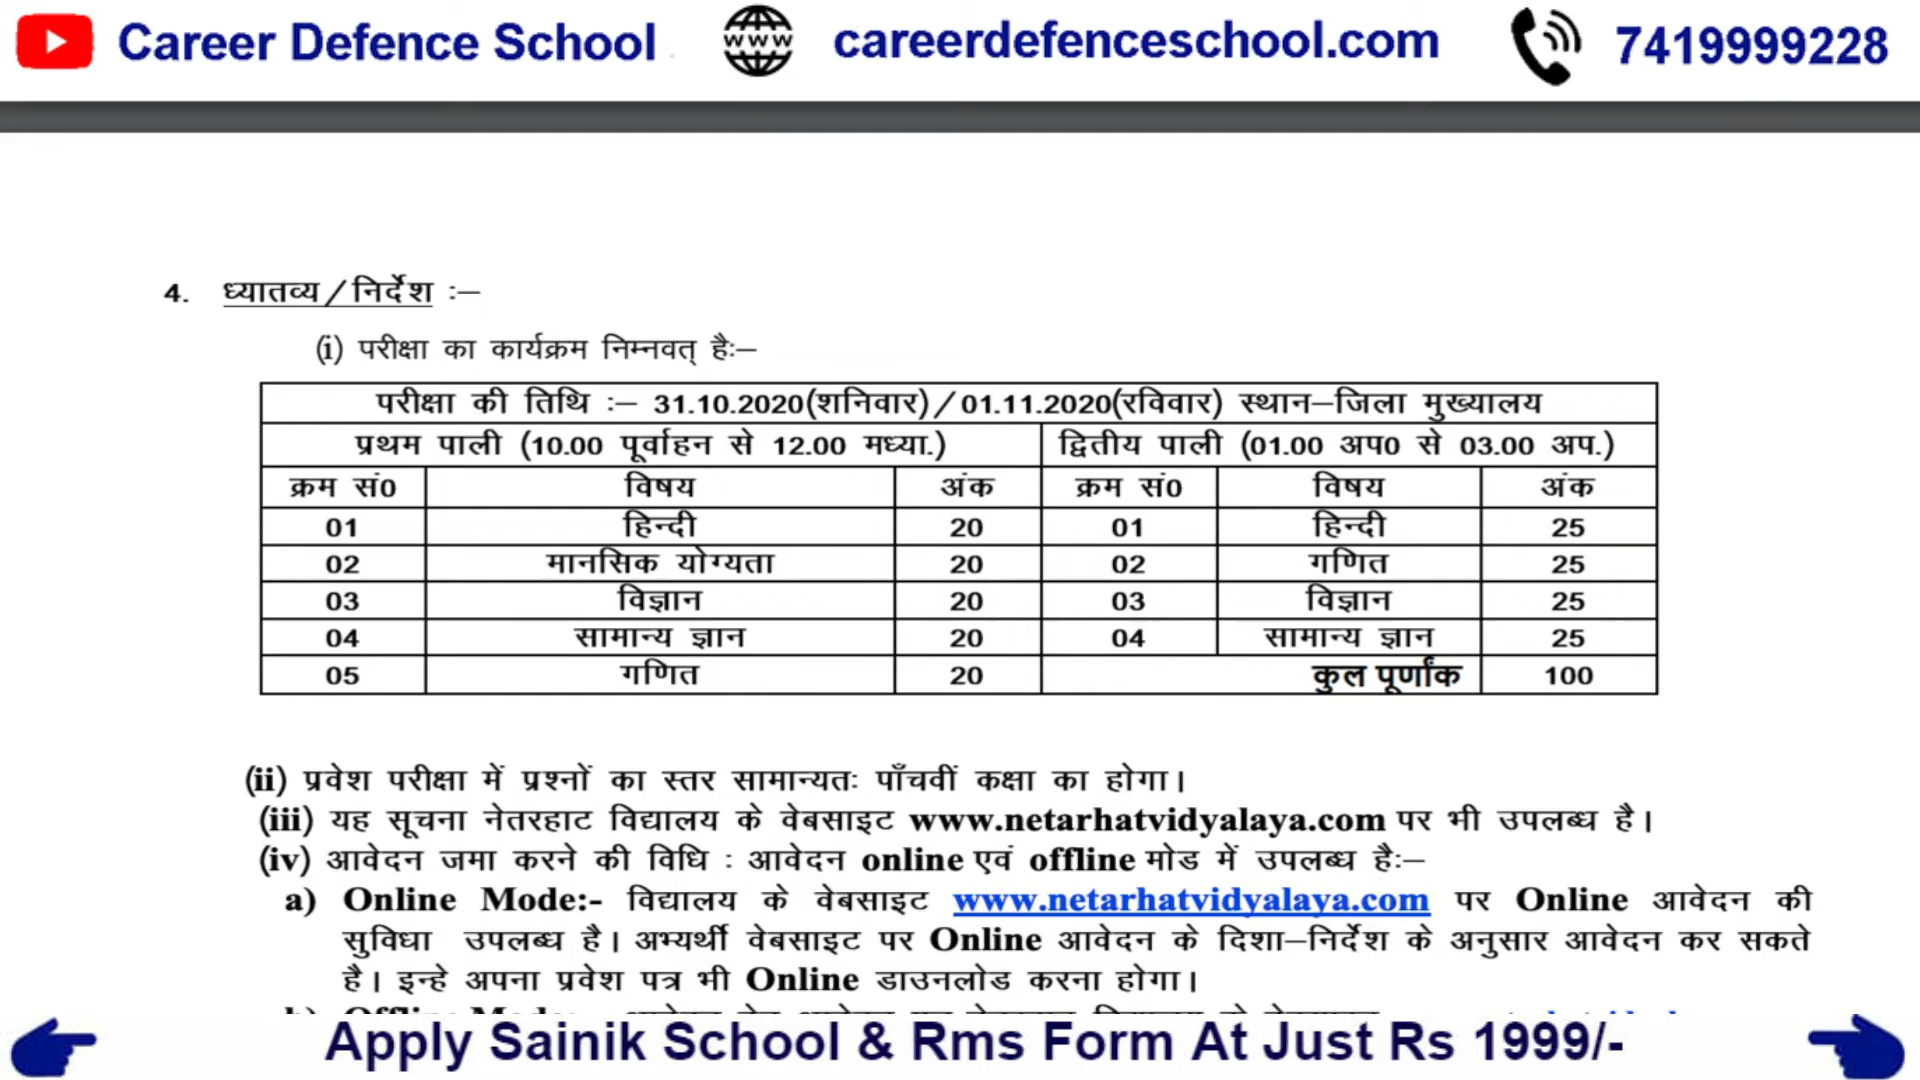 Career Defence School
www
careerdefenceschool.com
7419999228
4. ध्यातव्य/निर्देश :–
(i) परीक्षा का कार्यक्रम निम्नवत् है:–
परीक्षा की तिथि :– 31.10.2020(शनिवार)/01.11.2020(रविवार) स्थान–जिला मुख्यालय
प्रथम पाली (10.00 पूर्वाहन से 12.00 मध्या.) द्वितीय पाली (01.00 अप0 से 03.00 अप.)
क्रम सं0 विषय अंक क्रम सं0 विषय अंक
01 हिन्दी 20 01 हिन्दी 25
02 मानसिक योग्यता 20 02 गणित 25
03 विज्ञान 20 03 विज्ञान 25
04 सामान्य ज्ञान 20 04 सामान्य ज्ञान 25
05 गणित 20 कुल पूर्णांक 100
(ii) प्रवेश परीक्षा में प्रश्नों का स्तर सामान्यतः पाँचवीं कक्षा का होगा।
(iii) यह सूचना नेतरहाट विद्यालय के वेबसाइट www.netarhatvidyalaya.com पर भी उपलब्ध है।
(iv) आवेदन जमा करने की विधि : आवेदन online एवं offline मोड में उपलब्ध है:–
a) Online Mode:- विद्यालय के वेबसाइट www.netarhatvidyalaya.com पर Online आवेदन की
सुविधा उपलब्ध है। अभ्यर्थी वेबसाइट पर Online आवेदन के दिशा–निर्देश के अनुसार आवेदन कर सकते
है। इन्हे अपना प्रवेश पत्र भी Online डाउनलोड करना होगा।
Apply Sainik School & Rms Form At Just Rs 1999/-